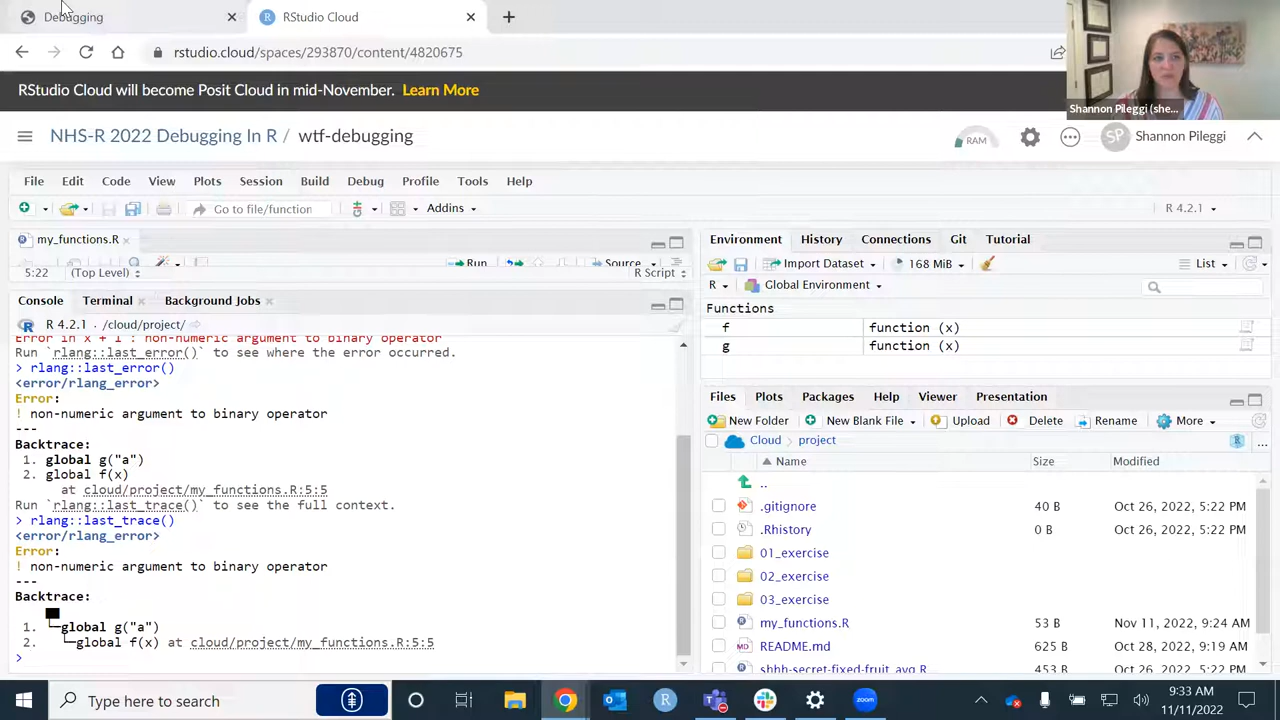 Debugging
RStudio Cloud
rstudio.cloud/spaces/293870/content/4820675
Shannon Pileggi (she...
RStudio Cloud will become Posit Cloud in mid-November. Learn More
NHS-R 2022 Debugging In R / wtf-debugging
RAM
SP
Shannon Pileggi
File Edit Code View Plots Session Build Debug Profile Tools Help
Go to file/function
Addins
R 4.2.1
my_functions.R
Run
Source
5:22
(Top Level)
R Script
Console Terminal Background Jobs
R 4.2.1 . /cloud/project/
Error in x + 1 : non-numeric argument to binary operator
Run `rlang::last_error()` to see where the error occurred.
> rlang::last_error()
<error/rlang_error>
Error:
! non-numeric argument to binary operator
---
Backtrace:
1. global g("a")
2. global f(x)
at cloud/project/my_functions.R:5:5
Run `rlang::last_trace()` to see the full context.
> rlang::last_trace()
<error/rlang_error>
Error:
! non-numeric argument to binary operator
---
Backtrace:
1. └─global g("a")
2. └─global f(x) at cloud/project/my_functions.R:5:5
>
Environment History Connections Git Tutorial
Import Dataset
168 MiB
List
R
Global Environment
Functions
f function (x)
g function (x)
Files Plots Packages Help Viewer Presentation
New Folder New Blank File Upload Delete Rename More
Cloud project
R
...
Name Size Modified
..
.gitignore 40 B Oct 26, 2022, 5:22 PM
.Rhistory 0 B Oct 26, 2022, 5:22 PM
01_exercise
02_exercise
03_exercise
my_functions.R 53 B Nov 11, 2022, 9:24 AM
README.md 625 B Oct 28, 2022, 9:19 AM
shhh-secret-fixed-fruit_avg.R 453 B Oct 26, 2022, 5:22 PM
Type here to search
zoom
9:33 AM
11/11/2022